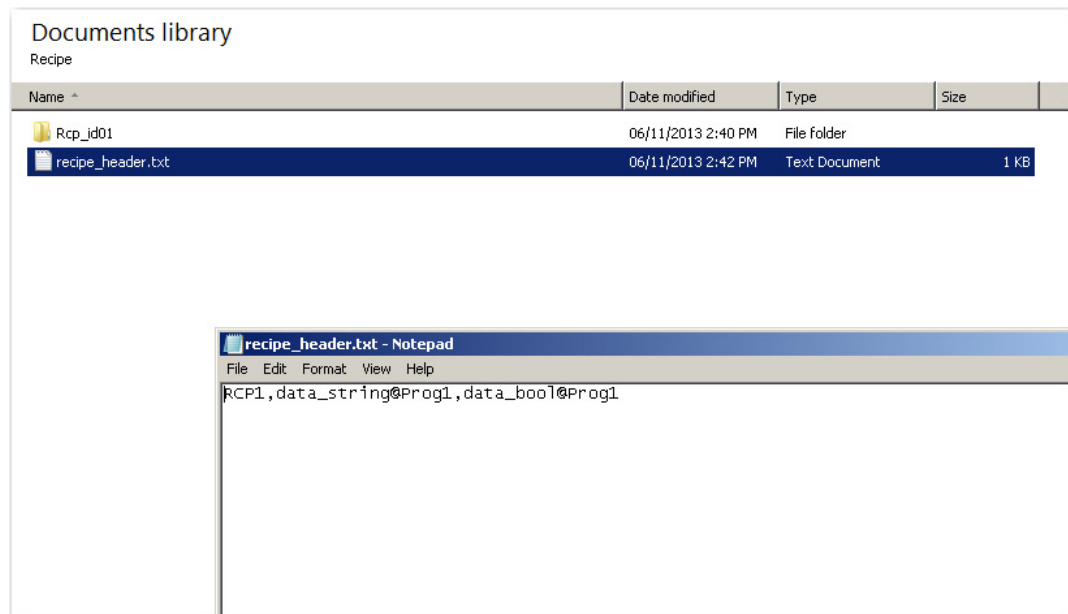 Documents library
Recipe
Name Date modified Type Size
Rcp_id01 06/11/2013 2:40 PM File folder
recipe_header.txt 06/11/2013 2:42 PM Text Document 1 KB
recipe_header.txt - Notepad
File Edit Format View Help
RCP1,data_string@Prog1,data_bool@Prog1